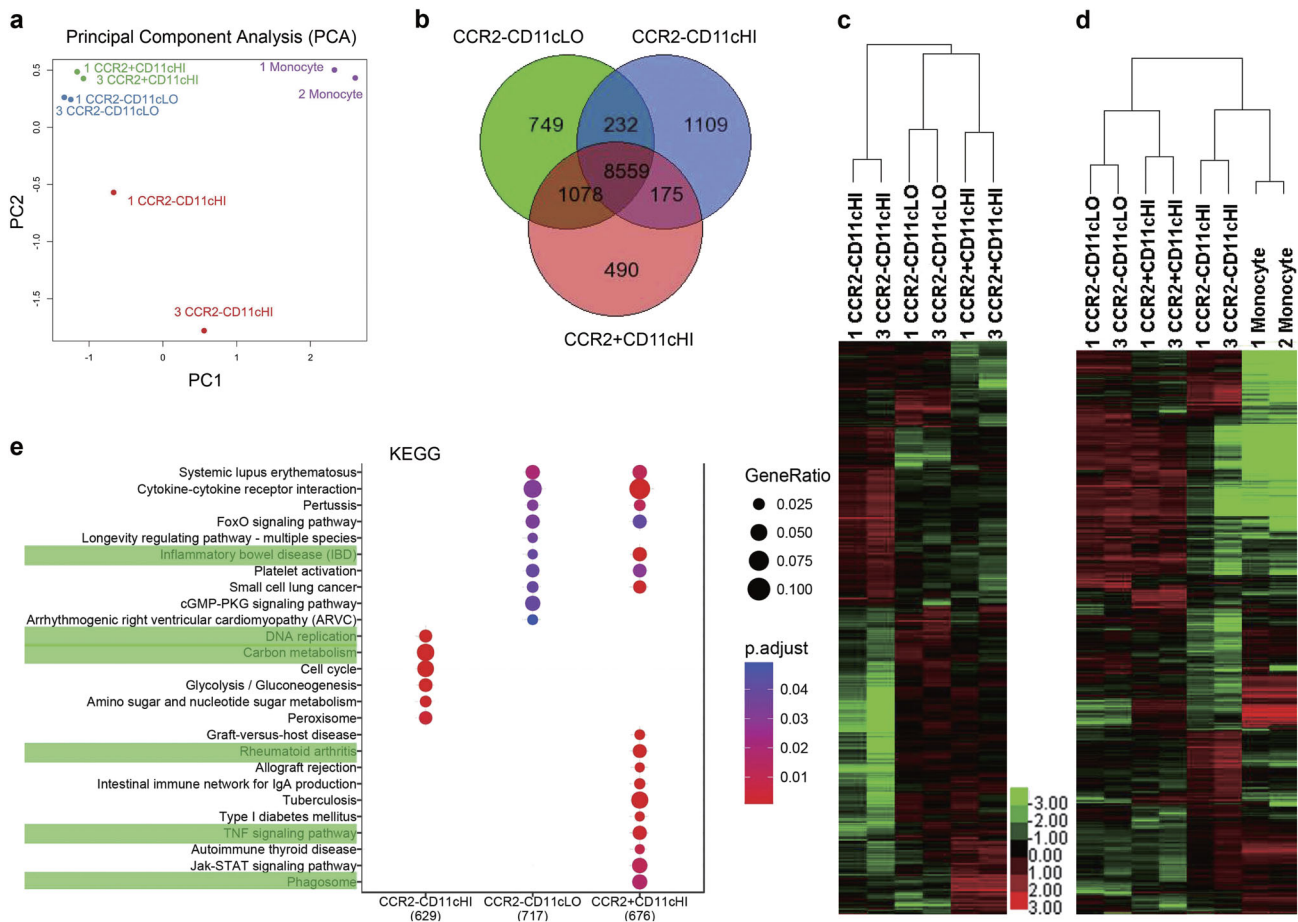 a
Principal Component Analysis (PCA)
1 CCR2+CD11cHI
3 CCR2+CD11cHI
1 CCR2-CD11cLO
3 CCR2-CD11cLO
1 Monocyte
2 Monocyte
1 CCR2-CD11cHI
3 CCR2-CD11cHI
PC2
0.5
0.0
-0.5
-1.0
-1.5
-1
0
1
2
PC1
b
CCR2-CD11cLO
CCR2-CD11cHI
749
232
1109
8559
1078
175
490
CCR2+CD11cHI
c
1 CCR2-CD11cHI
3 CCR2-CD11cHI
1 CCR2-CD11cLO
3 CCR2-CD11cLO
1 CCR2+CD11cHI
3 CCR2+CD11cHI
d
1 CCR2-CD11cLO
3 CCR2-CD11cLO
1 CCR2+CD11cHI
3 CCR2+CD11cHI
1 CCR2-CD11cHI
3 CCR2-CD11cHI
1 Monocyte
2 Monocyte
-3.00
-2.00
-1.00
0.00
1.00
2.00
3.00
e
KEGG
Systemic lupus erythematosus
Cytokine-cytokine receptor interaction
Pertussis
FoxO signaling pathway
Longevity regulating pathway - multiple species
Inflammatory bowel disease (IBD)
Platelet activation
Small cell lung cancer
cGMP-PKG signaling pathway
Arrhythmogenic right ventricular cardiomyopathy (ARVC)
DNA replication
Carbon metabolism
Cell cycle
Glycolysis / Gluconeogenesis
Amino sugar and nucleotide sugar metabolism
Peroxisome
Graft-versus-host disease
Rheumatoid arthritis
Allograft rejection
Intestinal immune network for IgA production
Tuberculosis
Type I diabetes mellitus
TNF signaling pathway
Autoimmune thyroid disease
Jak-STAT signaling pathway
Phagosome
CCR2-CD11cHI
(629)
CCR2-CD11cLO
(717)
CCR2+CD11cHI
(676)
GeneRatio
0.025
0.050
0.075
0.100
p.adjust
0.04
0.03
0.02
0.01